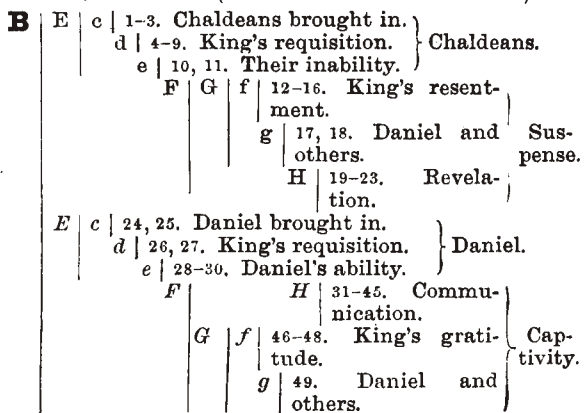 B | E | c | 1-3. Chaldeans brought in.
d | 4-9. King's requisition. } Chaldeans.
e | 10, 11. Their inability.
F | G | f | 12-16. King's resent-
ment.
g | 17, 18. Daniel and Sus-
others. pense.
H | 19-23. Revela-
tion.
E | c | 24, 25. Daniel brought in.
d | 26, 27. King's requisition. } Daniel.
e | 28-30. Daniel's ability.
F | H | 31-45. Commu-
nication.
G | f | 46-48. King's grati- Cap-
tude. tivity.
g | 49. Daniel and
others.